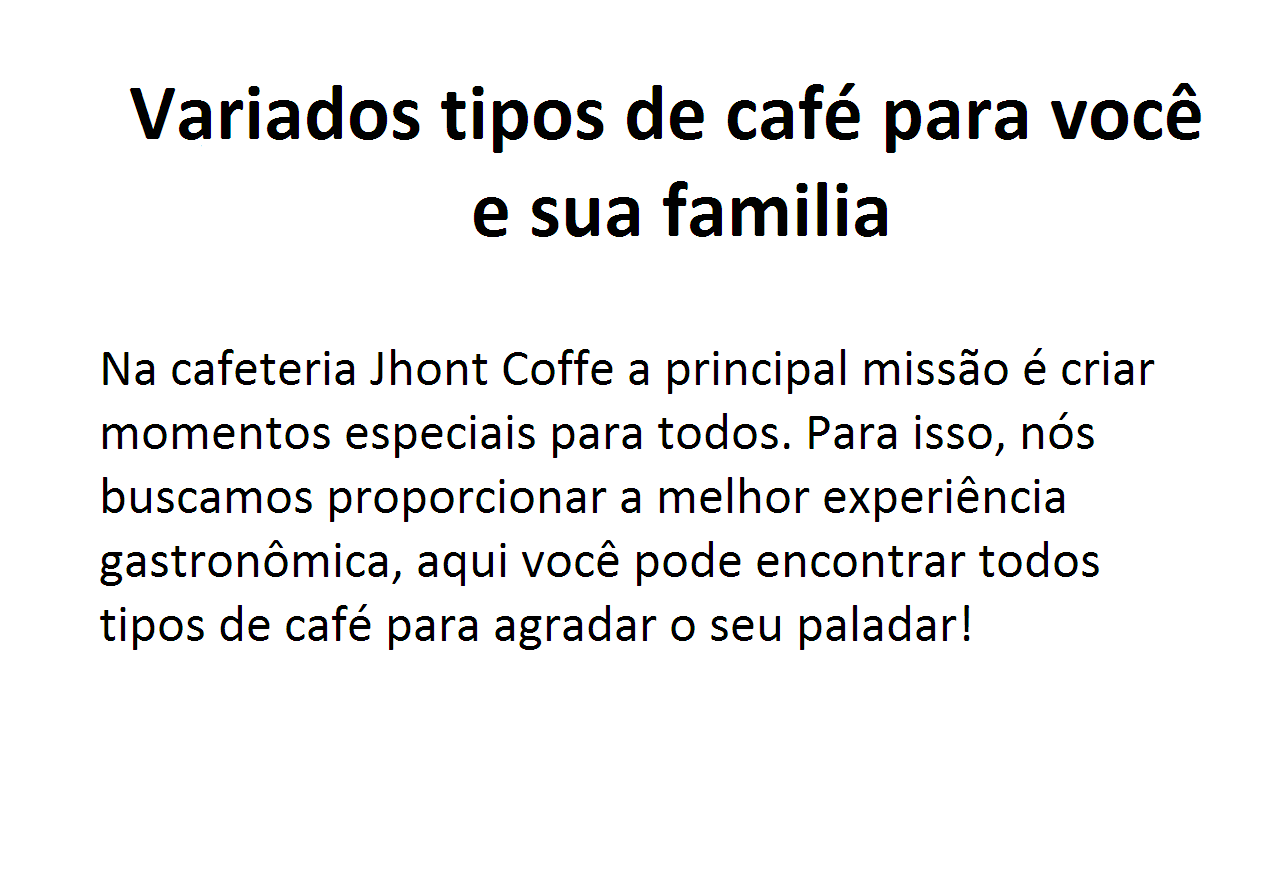 Variados tipos de café para você
e sua familia
Na cafeteria Jhont Coffe a principal missão é criar
momentos especiais para todos. Para isso, nós
buscamos proporcionar a melhor experiência
gastronômica, aqui você pode encontrar todos
tipos de café para agradar o seu paladar!